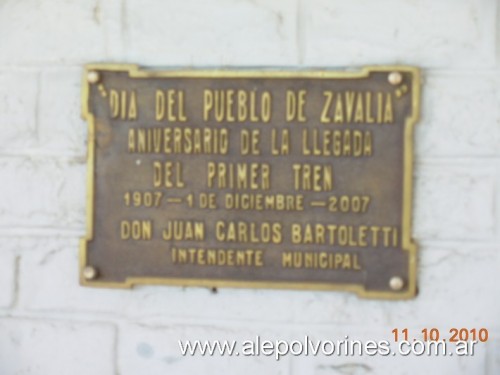 "DIA DEL PUEBLO DE ZAVALIA"
ANIVERSARIO DE LA LLEGADA
DEL PRIMER TREN
1907 - 1 DE DICIEMBRE - 2007
DON JUAN CARLOS BARTOLETTI
INTENDENTE MUNICIPAL
11.10.2010
www.alepolvorines.com.ar